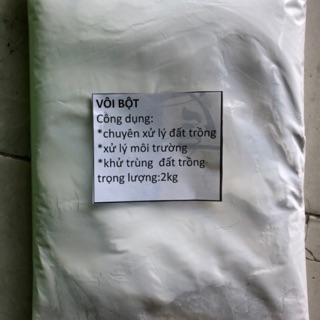 VÔI BỘT
Công dụng:
*chuyên xử lý đất trồng
*xử lý môi trường
*khử trùng  đất trồng
trọng lượng:2kg